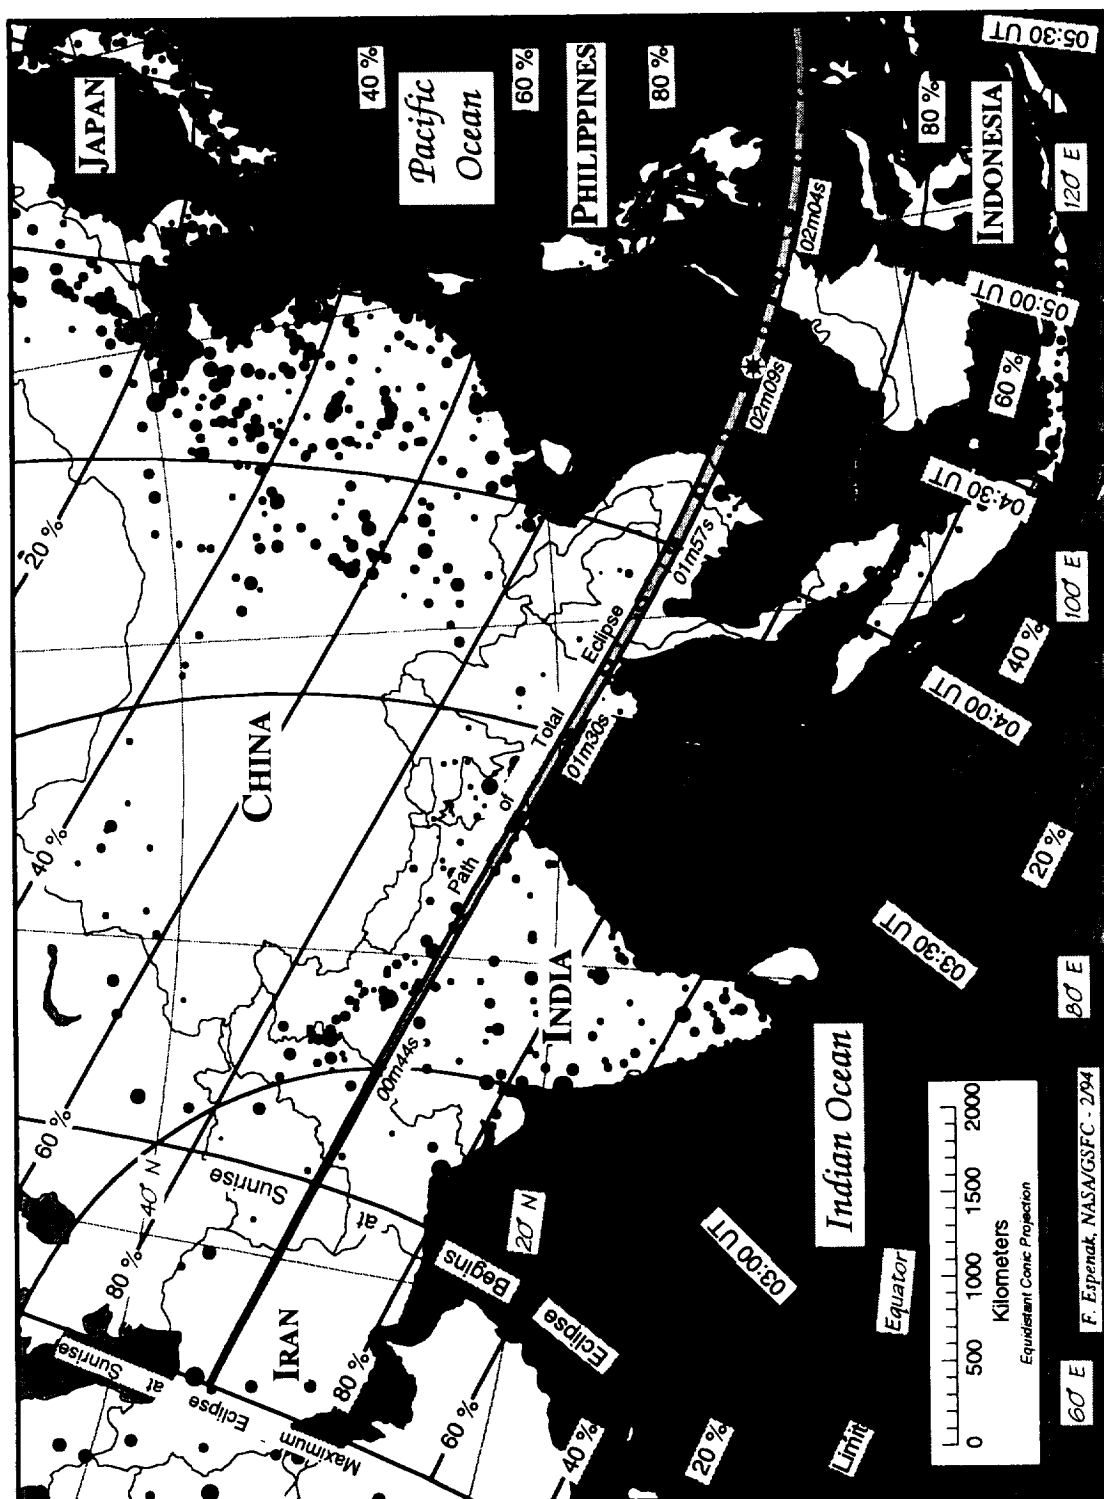 JAPAN
40 %
Pacific
Ocean
60 %
PHILIPPINES
80 %
80 %
INDONESIA
05:30 UT
120° E
02m04s
05:00 UT
02m09s
60 %
04:30 UT
20 %
CHINA
01m57s
100° E
40 %
04:00 UT
Path of Total Eclipse
01m30s
40 %
20 %
03:30 UT
INDIA
80° E
00m44s
60 %
Indian Ocean
40° N
80 %
Eclipse Begins at Sunrise
20° N
03:00 UT
Equator
IRAN
Maximum Eclipse at Sunrise
80 %
60 %
40 %
20 %
Limit
60° E
0 500 1000 1500 2000
Kilometers
Equidistant Conic Projection
F. Espenak, NASA/GSFC - 2/94